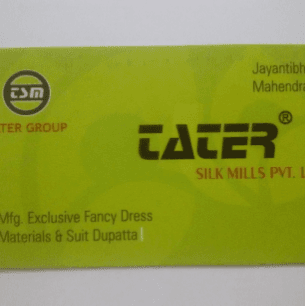 TSM
TER GROUP
Jayantibh
Mahendra
TATER®
SILK MILLS PVT. L
Mfg. Exclusive Fancy Dress
Materials & Suit Dupatta